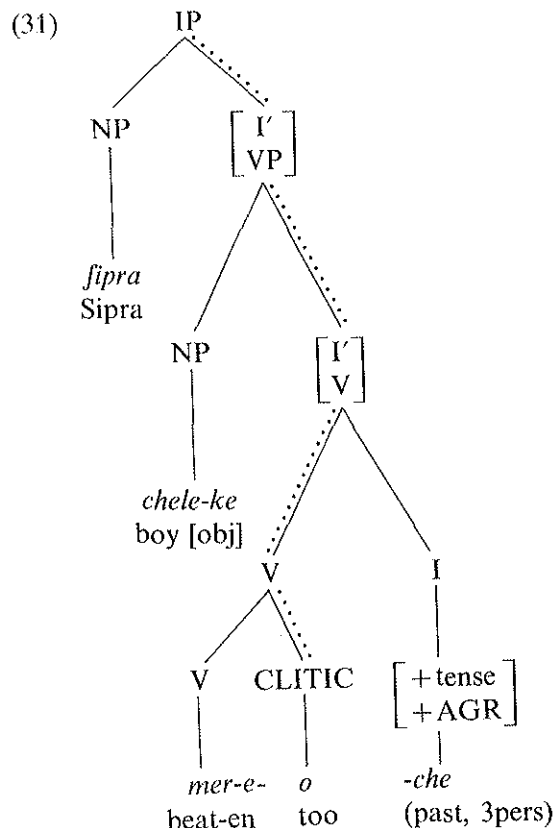 (31)
IP
NP
[I'
VP]
ſipra
Sipra
NP
[I'
V]
chele-ke
boy [obj]
V
I
V
CLITIC
[+tense
+AGR]
mer-e- o -che
beat-en too (past, 3pers)